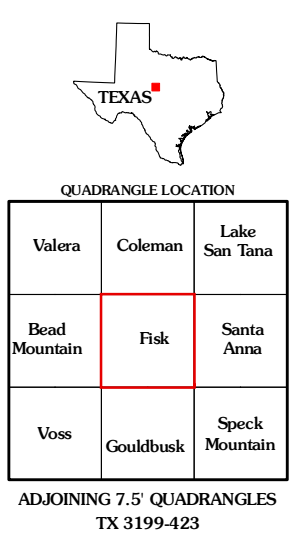 TEXAS
QUADRANGLE LOCATION
Valera
Coleman
Lake
San Tana
Bead
Mountain
Fisk
Santa
Anna
Voss
Gouldbusk
Speck
Mountain
ADJOINING 7.5' QUADRANGLES
TX 3199-423